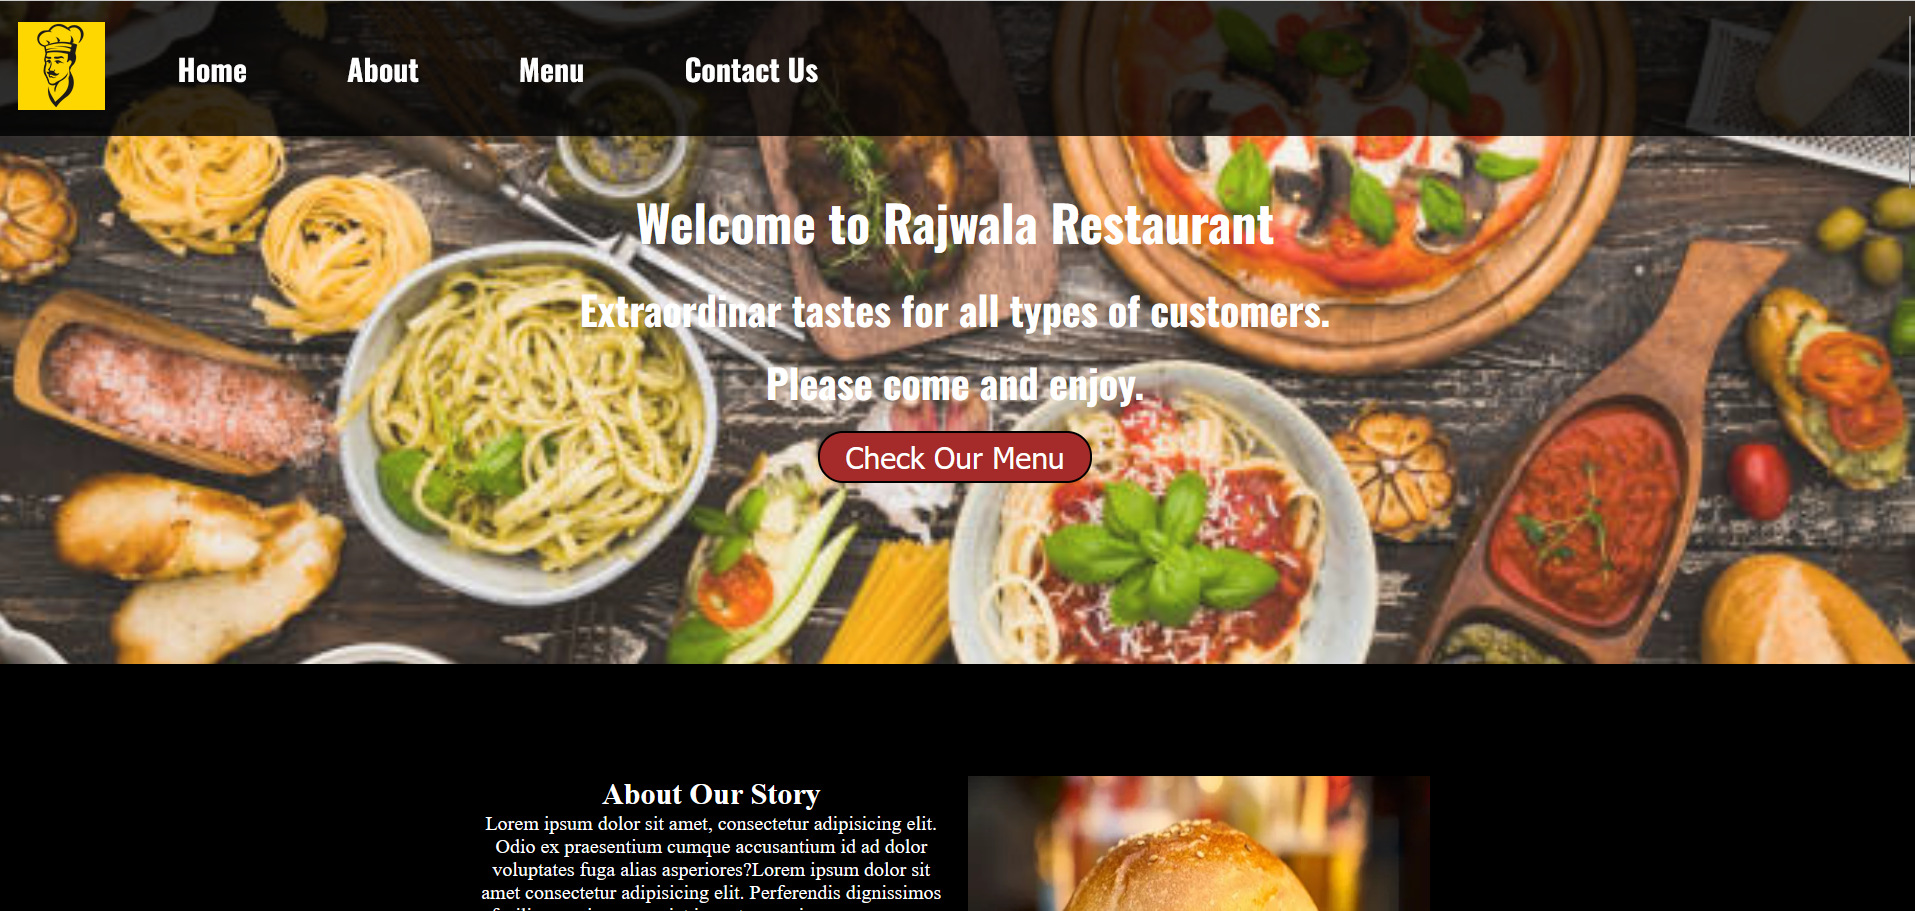 Home About Menu Contact Us
Welcome to Rajwala Restaurant
Extraordinar tastes for all types of customers.
Please come and enjoy.
Check Our Menu
About Our Story
Lorem ipsum dolor sit amet, consectetur adipisicing elit.
Odio ex praesentium cumque accusantium id ad dolor
voluptates fuga alias asperiores?Lorem ipsum dolor sit
amet consectetur adipisicing elit. Perferendis dignissimos